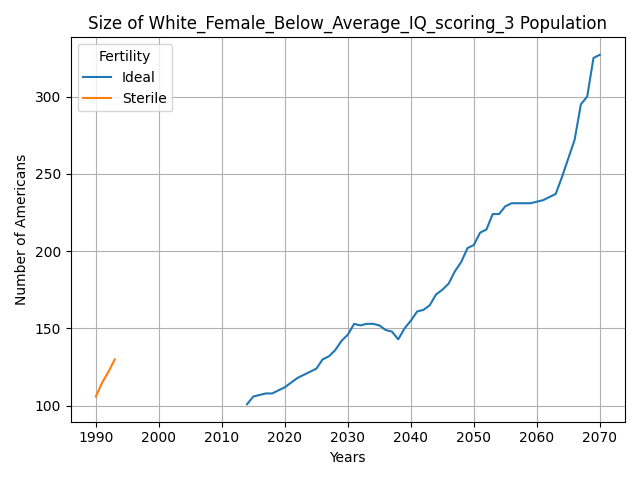 Size of White_Female_Below_Average_IQ_scoring_3 Population
Fertility
Ideal
Sterile
Number of Americans
300
250
200
150
100
1990 2000 2010 2020 2030 2040 2050 2060 2070
Years